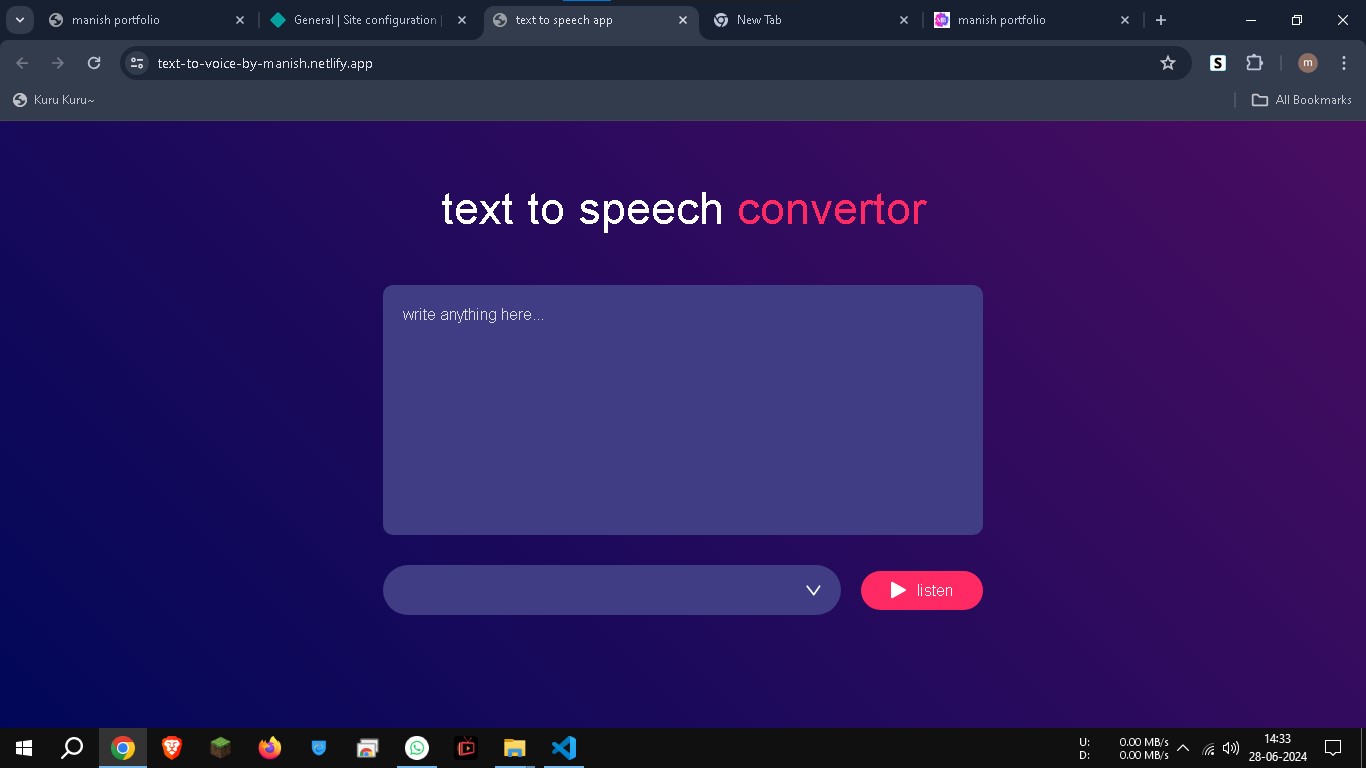 manish portfolio
General | Site configuration |
text to speech app
New Tab
manish portfolio
text-to-voice-by-manish.netlify.app
S
m
Kuru Kuru~
All Bookmarks
text to speech convertor
write anything here...
listen
U: 0.00 MB/s
D: 0.00 MB/s
14:33
28-06-2024